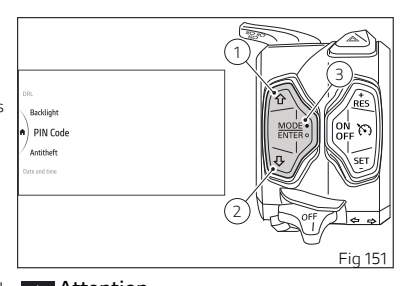 1
3
2
DRL
Backlight
PIN Code
Antitheft
Date and time
MODE
ENTER
+
RES
ON
OFF
SET
-
OFF
Fig 151
Attention
s